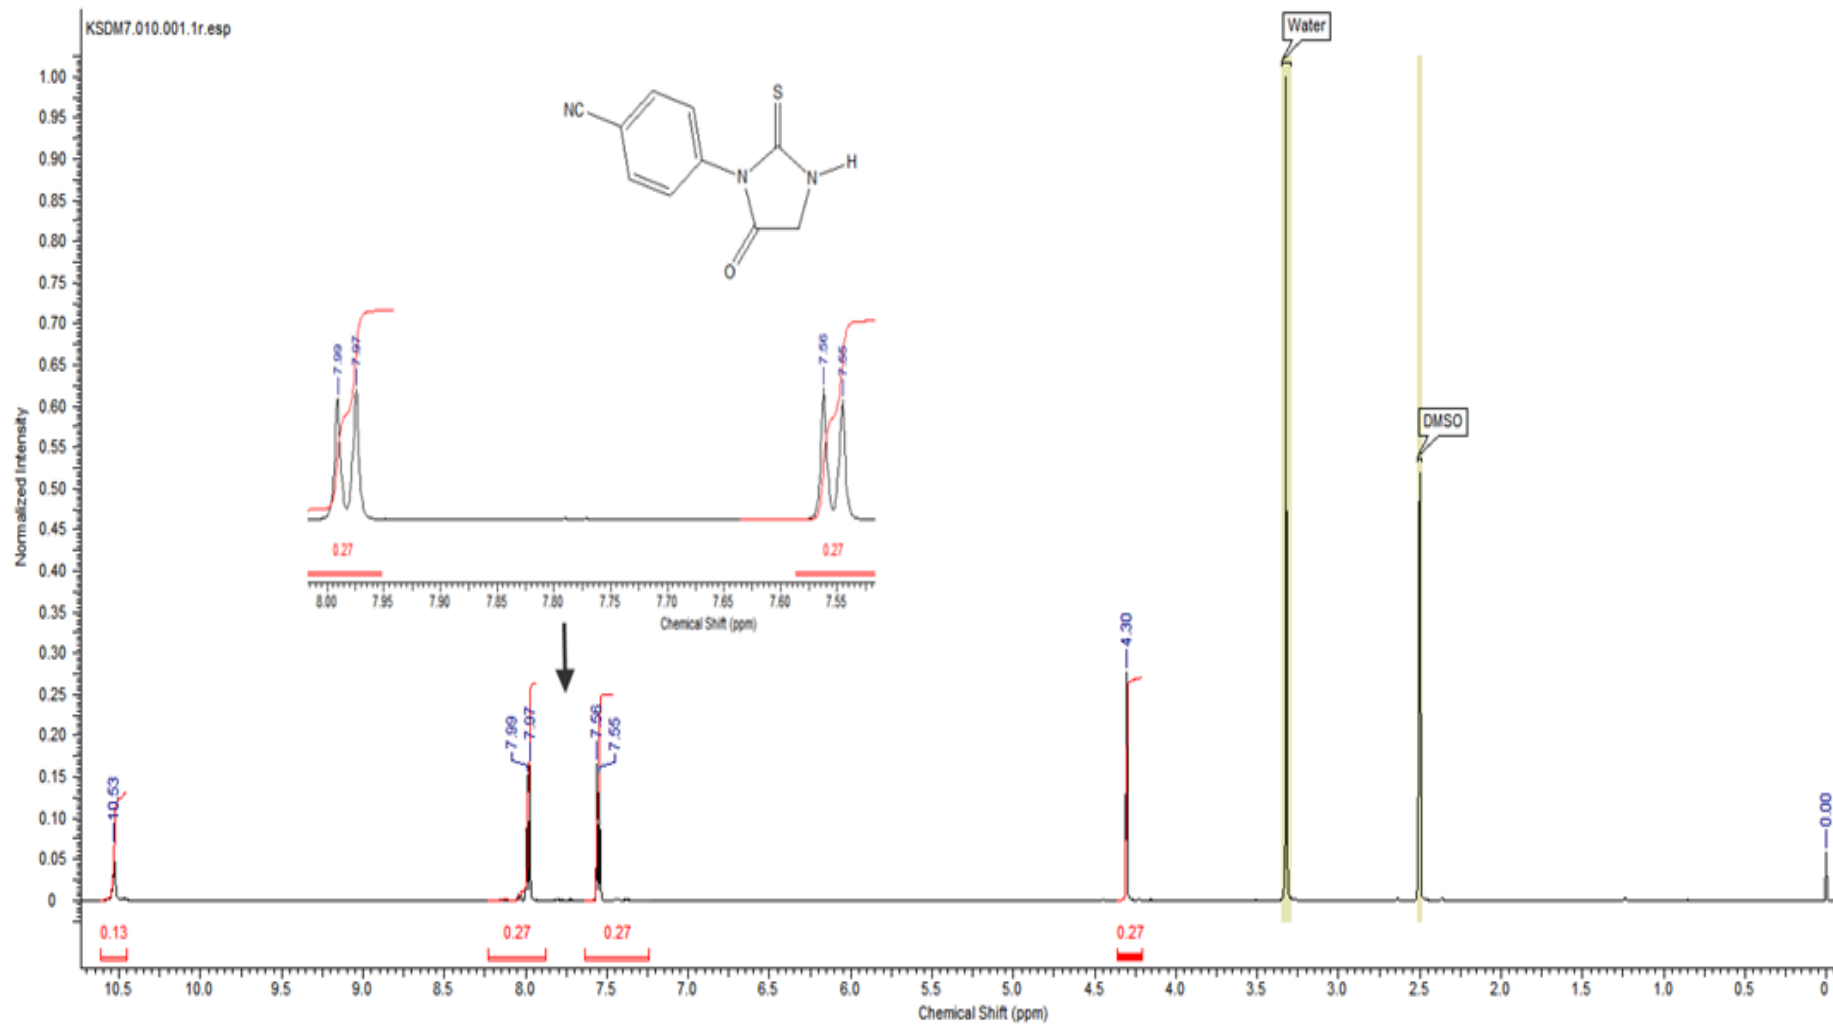 KSDM7.010.001.1r.esp
Water
1.00
0.95
0.90
0.85
0.80
0.75
0.70
0.65
0.60
0.55
0.50
0.45
0.40
0.35
0.30
0.25
0.20
0.15
0.10
0.05
0
Normalized Intensity
NC
S
N
N
H
O
7.99
7.97
7.56
7.55
0.27
0.27
8.00 7.95 7.90 7.85 7.80 7.75 7.70 7.65 7.60 7.55
Chemical Shift (ppm)
DMSO
10.53
7.99
7.97
7.56
7.55
4.30
0.00
0.13 0.27 0.27 0.27
10.5 10.0 9.5 9.0 8.5 8.0 7.5 7.0 6.5 6.0 5.5 5.0 4.5 4.0 3.5 3.0 2.5 2.0 1.5 1.0 0.5 0
Chemical Shift (ppm)